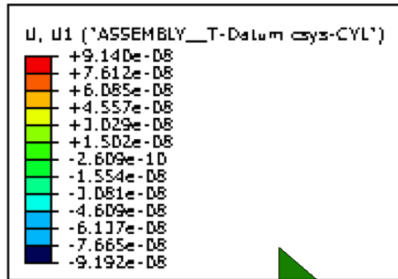 U, U1 ("ASSEMBLY__T-Datum csys-CYL")
+9.140e-08
+7.612e-08
+6.085e-08
+4.557e-08
+3.029e-08
+1.502e-08
-2.609e-10
-1.554e-08
-3.081e-08
-4.609e-08
-6.137e-08
-7.665e-08
-9.192e-08